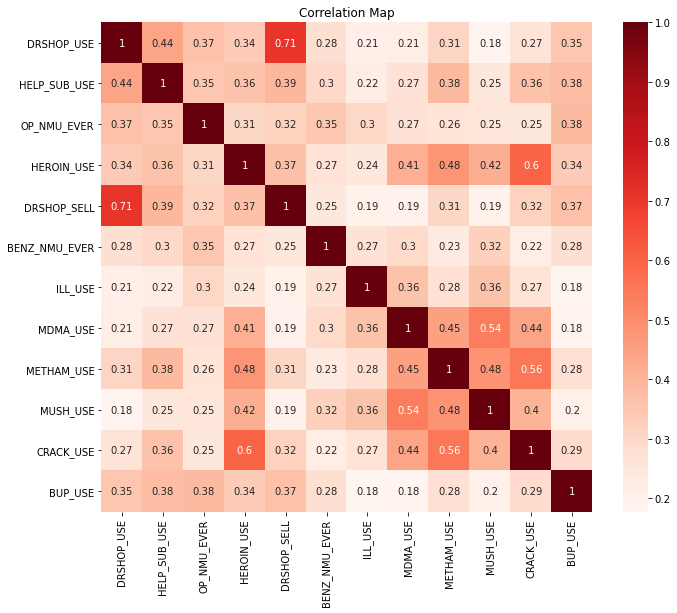 Correlation Map
DRSHOP_USE 1 0.44 0.37 0.34 0.71 0.28 0.21 0.21 0.31 0.18 0.27 0.35
HELP_SUB_USE 0.44 1 0.35 0.36 0.39 0.3 0.22 0.27 0.38 0.25 0.36 0.38
OP_NMU_EVER 0.37 0.35 1 0.31 0.32 0.35 0.3 0.27 0.26 0.25 0.25 0.38
HEROIN_USE 0.34 0.36 0.31 1 0.37 0.27 0.24 0.41 0.48 0.42 0.6 0.34
DRSHOP_SELL 0.71 0.39 0.32 0.37 1 0.25 0.19 0.19 0.31 0.19 0.32 0.37
BENZ_NMU_EVER 0.28 0.3 0.35 0.27 0.25 1 0.27 0.3 0.23 0.32 0.22 0.28
ILL_USE 0.21 0.22 0.3 0.24 0.19 0.27 1 0.36 0.28 0.36 0.27 0.18
MDMA_USE 0.21 0.27 0.27 0.41 0.19 0.3 0.36 1 0.45 0.54 0.44 0.18
METHAM_USE 0.31 0.38 0.26 0.48 0.31 0.23 0.28 0.45 1 0.48 0.56 0.28
MUSH_USE 0.18 0.25 0.25 0.42 0.19 0.32 0.36 0.54 0.48 1 0.4 0.2
CRACK_USE 0.27 0.36 0.25 0.6 0.32 0.22 0.27 0.44 0.56 0.4 1 0.29
BUP_USE 0.35 0.38 0.38 0.34 0.37 0.28 0.18 0.18 0.28 0.2 0.29 1
DRSHOP_USE
HELP_SUB_USE
OP_NMU_EVER
HEROIN_USE
DRSHOP_SELL
BENZ_NMU_EVER
ILL_USE
MDMA_USE
METHAM_USE
MUSH_USE
CRACK_USE
BUP_USE
1.0
0.9
0.8
0.7
0.6
0.5
0.4
0.3
0.2